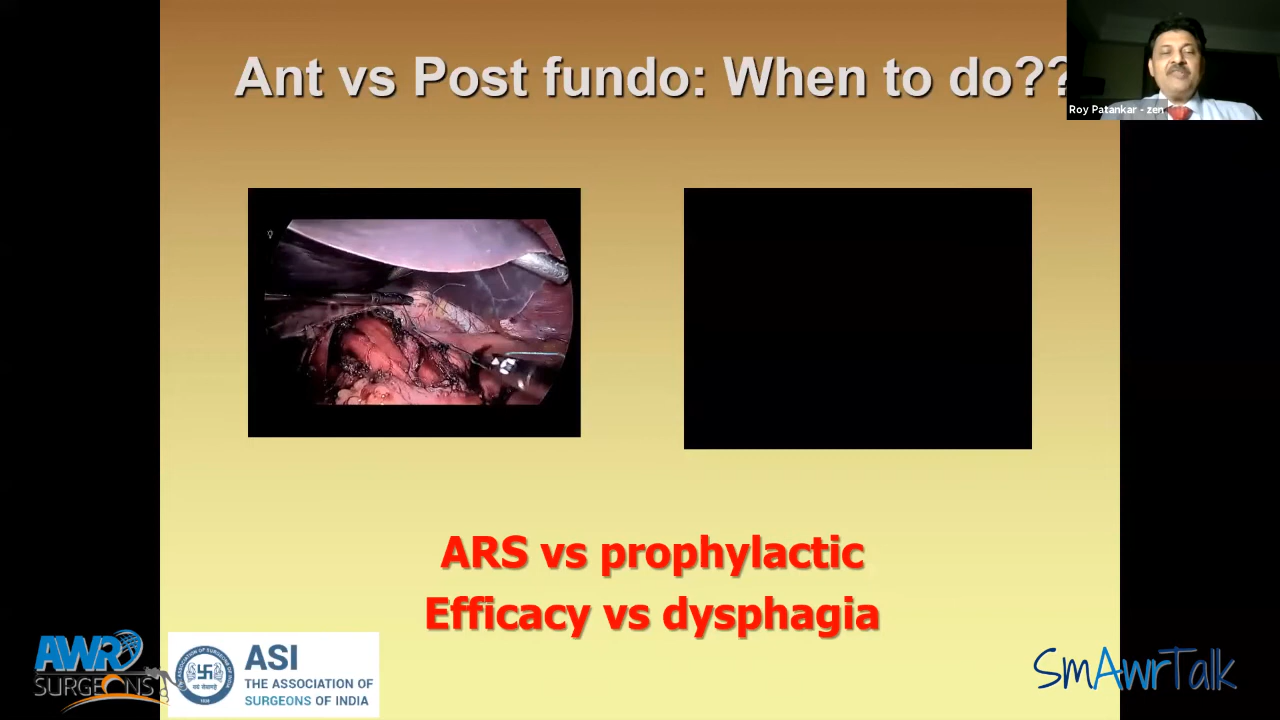 Ant vs Post fundo: When to do??
Roy Patankar - zen
ARS vs prophylactic
Efficacy vs dysphagia
AWR
SURGEONS
ASI
THE ASSOCIATION OF
SURGEONS OF INDIA
SmAwrTalk